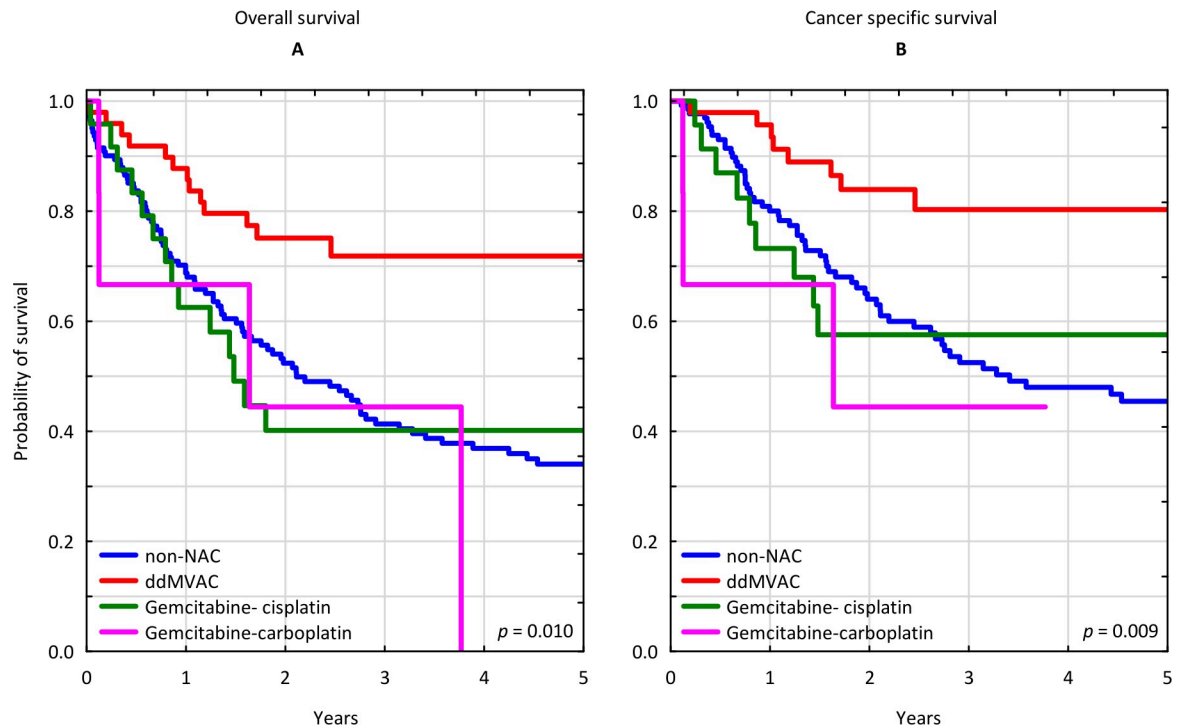 Overall survival
A
Probability of survival
1.0
0.8
0.6
0.4
0.2
0.0
non-NAC
ddMVAC
Gemcitabine- cisplatin
Gemcitabine-carboplatin
p = 0.010
0 1 2 3 4 5
Years
Cancer specific survival
B
1.0
0.8
0.6
0.4
0.2
0.0
non-NAC
ddMVAC
Gemcitabine- cisplatin
Gemcitabine-carboplatin
p = 0.009
0 1 2 3 4 5
Years